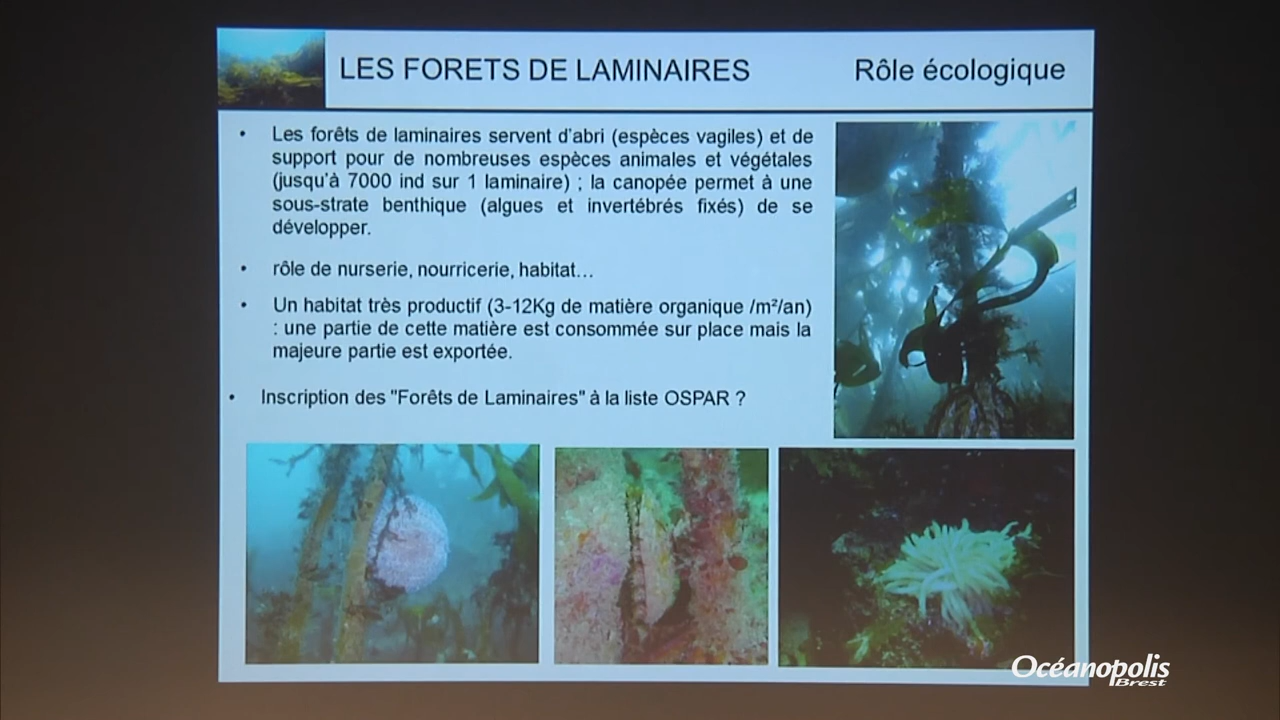 LES FORETS DE LAMINAIRES
Rôle écologique
• Les forêts de laminaires servent d'abri (espèces vagiles) et de
support pour de nombreuses espèces animales et végétales
(jusqu'à 7000 ind sur 1 laminaire) ; la canopée permet à une
sous-strate benthique (algues et invertébrés fixés) de se
développer.
• rôle de nurserie, nourricerie, habitat…
• Un habitat très productif (3-12Kg de matière organique /m²/an)
: une partie de cette matière est consommée sur place mais la
majeure partie est exportée.
• Inscription des "Forêts de Laminaires" à la liste OSPAR ?
Océanopolis
Brest